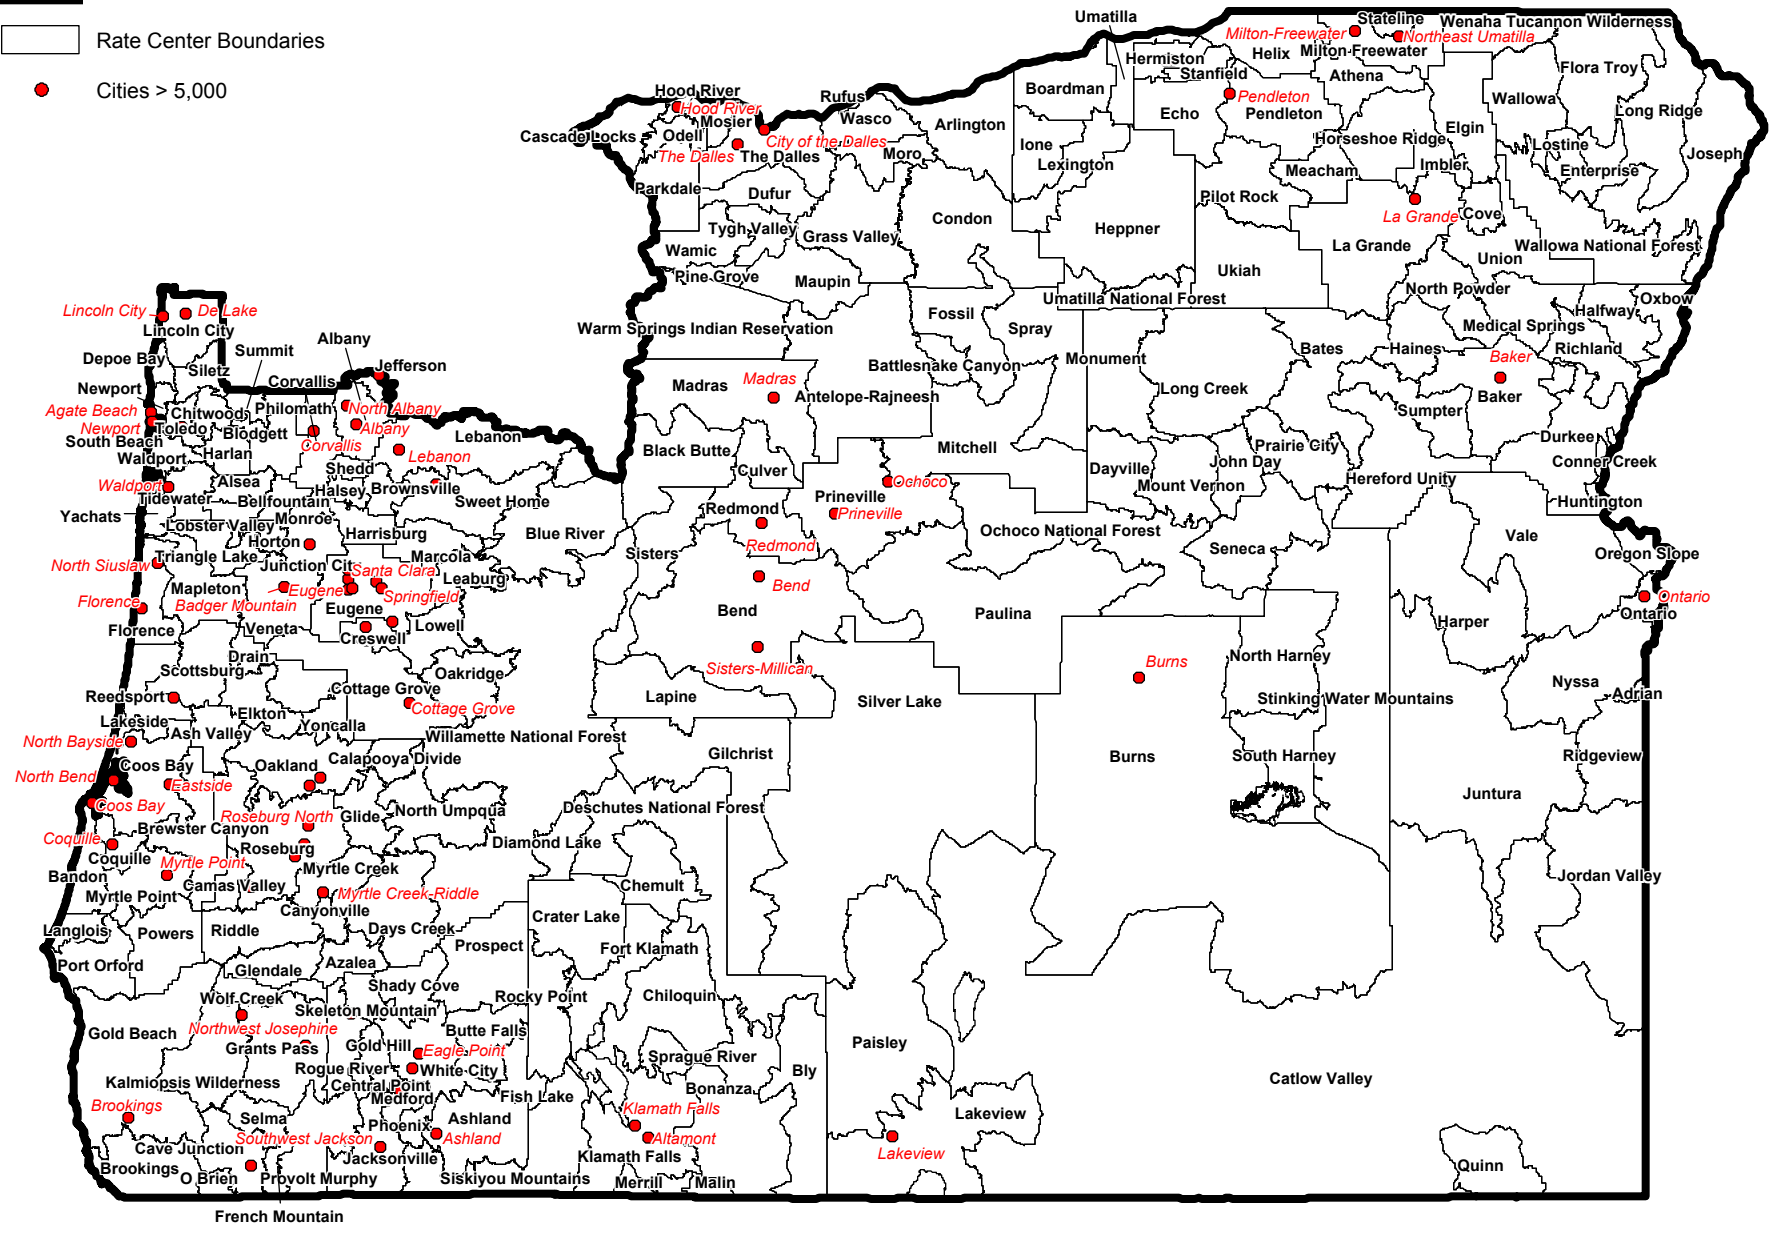 Rate Center Boundaries
Cities > 5,000
Umatilla
Stateline
Wenaha Tucannon Wilderness
Milton-Freewater
Northeast Umatilla
Helix
Milton-Freewater
Hermiston
Stanfield
Athena
Flora Troy
Boardman
Hood River
Hood River
Rufus
Pendleton
Wallowa
Mosier
Wasco
Echo
Pendleton
Long Ridge
Cascade Locks
Odell
City of the Dalles
Arlington
Elgin
Horseshoe Ridge
Ione
Lostine
The Dalles
The Dalles
Moro
Lexington
Imbler
Joseph
Meacham
Enterprise
Parkdale
Dufur
Pilot Rock
La Grande
Cove
Condon
Tygh Valley
Grass Valley
Heppner
La Grande
Wallowa National Forest
Wamic
Union
Pine Grove
Maupin
Ukiah
North Powder
Umatilla National Forest
Oxbow
Lincoln City
De Lake
Fossil
Halfway
Lincoln City
Warm Springs Indian Reservation
Spray
Medical Springs
Albany
Summit
Bates
Haines
Richland
Depoe Bay
Monument
Baker
Siletz
Jefferson
Battlesnake Canyon
Corvallis
Newport
Madras
Madras
Long Creek
Antelope-Rajneesh
Baker
Agate Beach
Chitwood
Philomath
North Albany
Sumpter
Newport
Toledo
Albany
Blodgett
Lebanon
Durkee
South Beach
Corvallis
Prairie City
Mitchell
Harlan
Black Butte
Waldport
Lebanon
John Day
Conner Creek
Shedd
Culver
Dayville
Waldport
Alsea
Halsey
Brownsville
Ochoco
Mount Vernon
Hereford Unity
Tidewater
Bellfountain
Sweet Home
Prineville
Huntington
Yachats
Monroe
Redmond
Prineville
Lobster Valley
Harrisburg
Blue River
Ochoco National Forest
Vale
Horton
Redmond
Seneca
Triangle Lake
Marcola
Sisters
Oregon Slope
North Siuslaw
Junction Cit
Santa Clara
Leaburg
Mapleton
Eugene
Springfield
Bend
Ontario
Florence
Badger Mountain
Eugene
Bend
Paulina
Ontario
Florence
Veneta
Creswell
Lowell
Harper
Drain
North Harney
Scottsburg
Oakridge
Sisters-Millican
Burns
Nyssa
Reedsport
Cottage Grove
Lapine
Silver Lake
Stinking Water Mountains
Adrian
Cottage Grove
Lakeside
Elkton
Yoncalla
Ash Valley
Willamette National Forest
North Bayside
Gilchrist
Burns
South Harney
Ridgeview
Calapooya Divide
Coos Bay
Oakland
North Bend
Eastside
Juntura
Coos Bay
North Umpqua
Deschutes National Forest
Roseburg North
Glide
Brewster Canyon
Coquille
Roseburg
Diamond Lake
Coquille
Myrtle Point
Myrtle Creek
Bandon
Camas Valley
Chemult
Jordan Valley
Myrtle Point
Myrtle Creek-Riddle
Canyonville
Crater Lake
Langlois
Powers
Riddle
Days Creek
Prospect
Fort Klamath
Port Orford
Glendale
Azalea
Shady Cove
Wolf Creek
Rocky Point
Chiloquin
Skeleton Mountain
Gold Beach
Northwest Josephine
Butte Falls
Grants Pass
Gold Hill
Eagle Point
Paisley
Sprague River
Rogue River
White City
Bly
Kalmiopsis Wilderness
Central Point
Bonanza
Catlow Valley
Medford
Fish Lake
Brookings
Klamath Falls
Selma
Phoenix
Ashland
Lakeview
Southwest Jackson
Ashland
Altamont
Cave Junction
Jacksonville
Klamath Falls
Lakeview
Brookings
Quinn
O Brien
Provolt Murphy
Siskiyou Mountains
Merrill
Malin
French Mountain